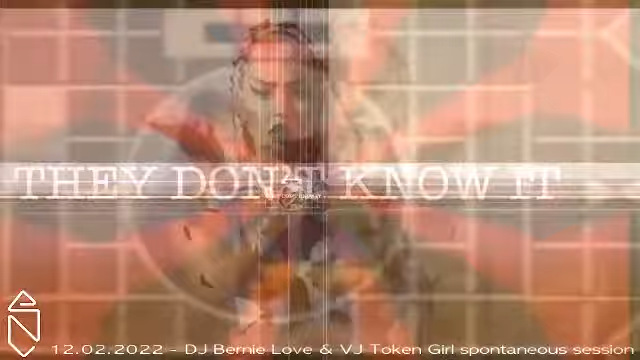 THEY DON'T KNOW IT
12.02.2022 - DJ Bernie Love & VJ Token Girl spontaneous session